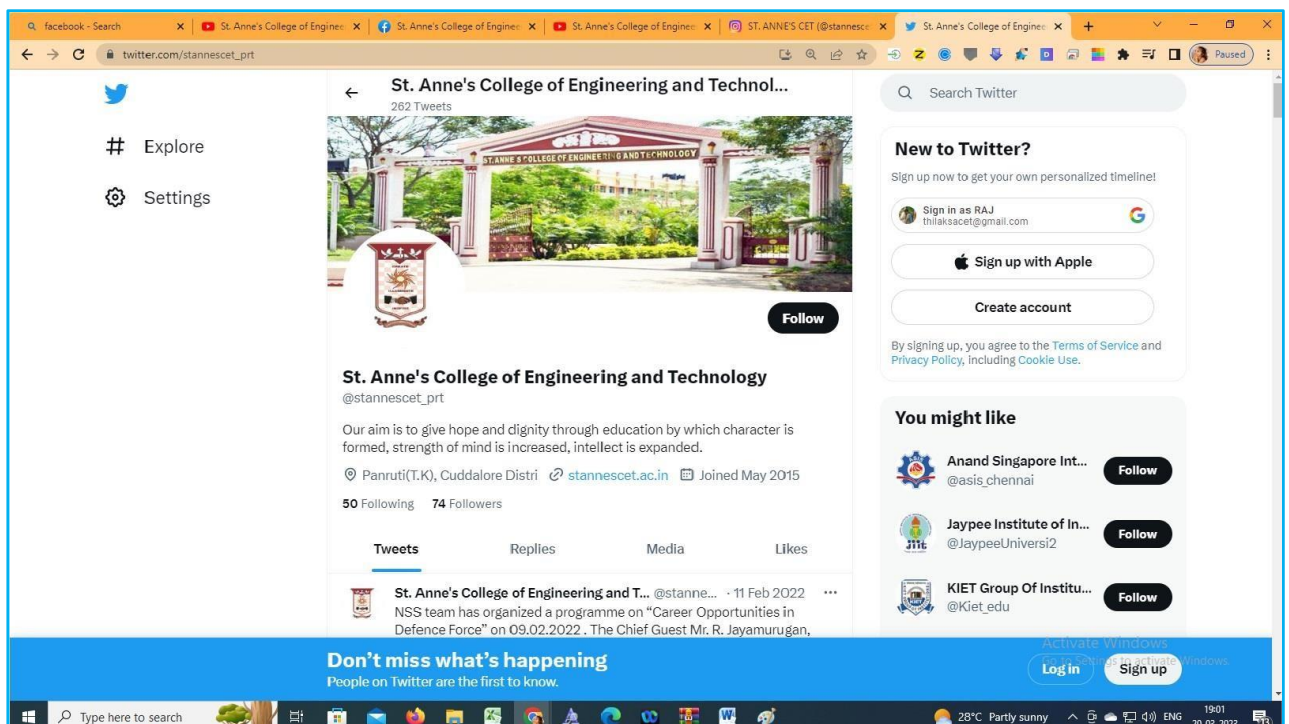 facebook - Search
St. Anne's College of Enginee
St. Anne's College of Enginee
St. Anne's College of Enginee
ST. ANNE'S CET (@stannesce
St. Anne's College of Enginee
twitter.com/stannescet_prt
Paused
St. Anne's College of Engineering and Technol...
262 Tweets
Search Twitter
Explore
Settings
ST.ANNE'S COLLEGE OF ENGINEERING AND TECHNOLOGY
New to Twitter?
Sign up now to get your own personalized timeline!
Sign in as RAJ
thilaksacet@gmail.com
Sign up with Apple
Create account
By signing up, you agree to the Terms of Service and
Privacy Policy, including Cookie Use.
Follow
St. Anne's College of Engineering and Technology
@stannescet_prt
Our aim is to give hope and dignity through education by which character is
formed, strength of mind is increased, intellect is expanded.
Panruti(T.K), Cuddalore Distri stannescet.ac.in Joined May 2015
50 Following 74 Followers
Tweets Replies Media Likes
St. Anne's College of Engineering and T... @stanne... · 11 Feb 2022 ...
NSS team has organized a programme on "Career Opportunities in
Defence Force" on 09.02.2022 . The Chief Guest Mr. R. Jayamurugan,
You might like
Anand Singapore Int...
@asis_chennai
Follow
Jaypee Institute of In...
@JaypeeUniversi2
Follow
KIET Group Of Institu...
@Kiet_edu
Follow
Activate Windows
Go to Settings to activate Windows.
Don't miss what's happening
People on Twitter are the first to know.
Log in
Sign up
Type here to search
28°C Partly sunny
ENG
19:01